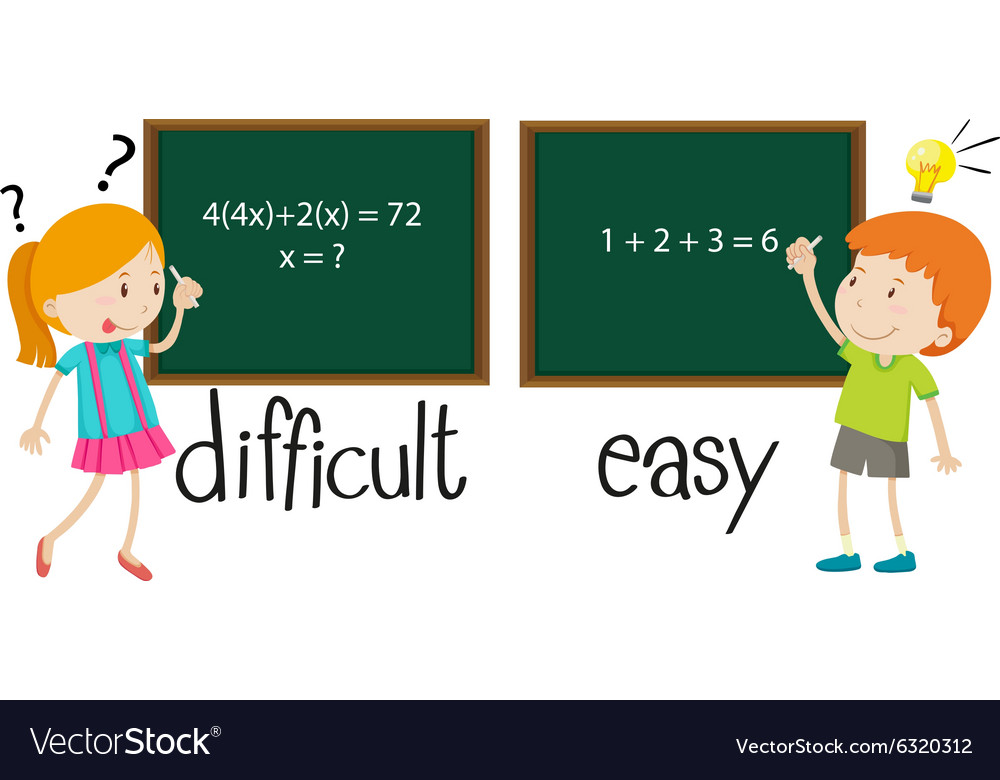 ? ?
4(4x)+2(x) = 72
x = ?
1 + 2 + 3 = 6
difficult
easy
VectorStock®
VectorStock.com/6320312